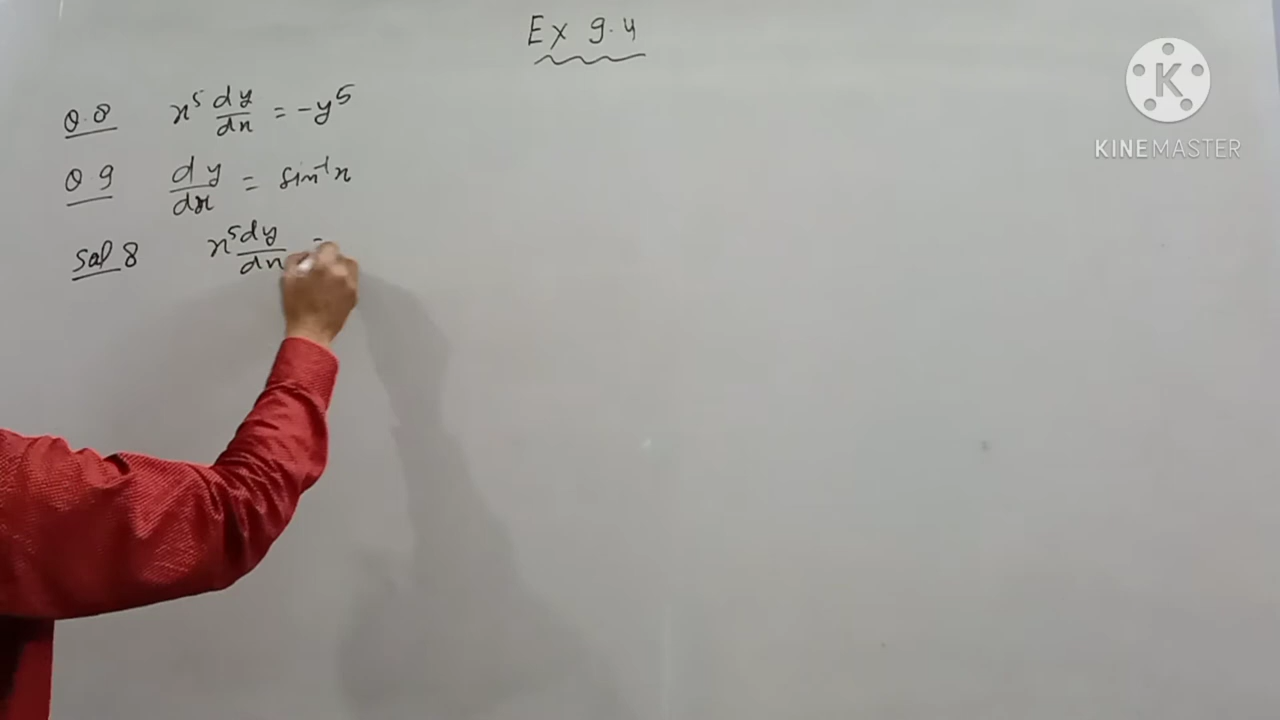 Ex 9.4
K
KINEMASTER
Q.8 x⁵ dy/dx = -y⁵
Q 9 dy/dx = sin⁻¹x
Sol 8 x⁵dy/dx =